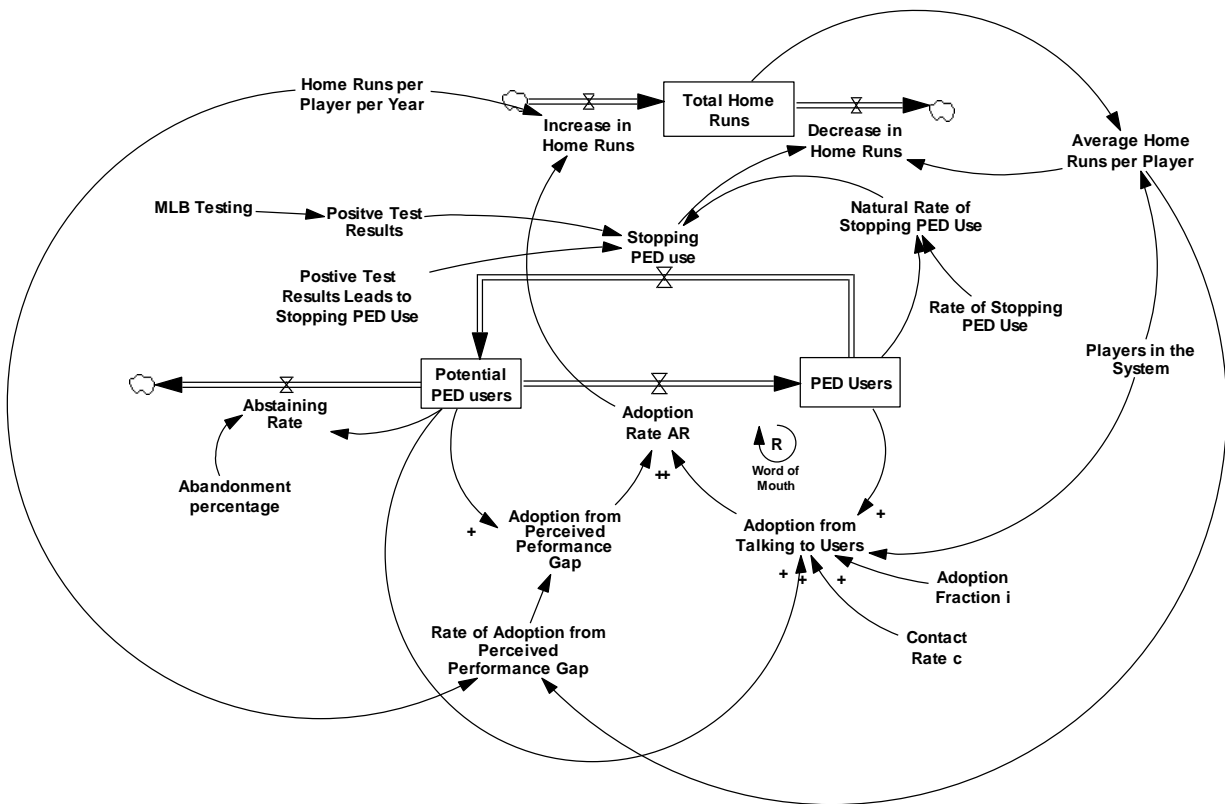 Home Runs per
Player per Year
Total Home
Runs
Increase in
Home Runs
Decrease in
Home Runs
Average Home
Runs per Player
MLB Testing
Positve Test
Results
Stopping
PED use
Natural Rate of
Stopping PED Use
Postive Test
Results Leads to
Stopping PED Use
Rate of Stopping
PED Use
Players in the
System
Potential
PED users
PED Users
Abstaining
Rate
Adoption
Rate AR
R
Word of
Mouth
Abandonment
percentage
++
+
Adoption from
Perceived
Peformance
Gap
+
Adoption from
Talking to Users
+
+
+
Adoption
Fraction i
Rate of Adoption from
Perceived
Performance Gap
Contact
Rate c